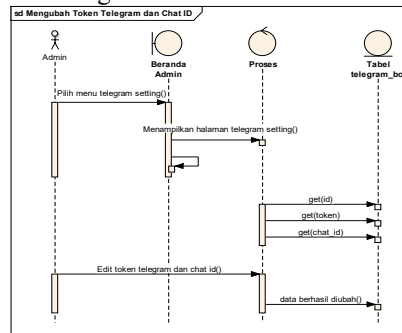 sd Mengubah Token Telegram dan Chat ID
Admin
Beranda
Admin
Proses
Tabel
telegram_bo
Pilih menu telegram setting()
Menampilkan halaman telegram setting()
get(id)
get(token)
get(chat_id)
Edit token telegram dan chat id()
data berhasil diubah()